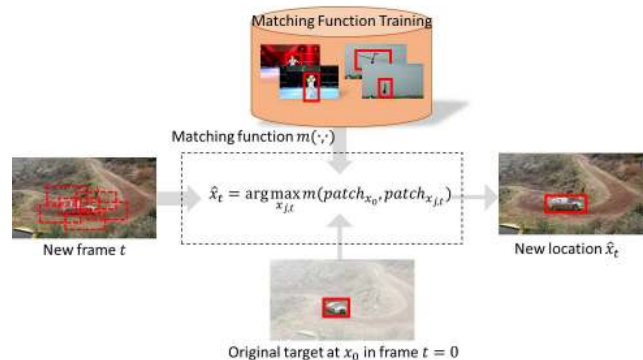 Matching Function Training
Matching function m(·,·)
x̂_t = arg max_{x_{j,t}} m(patch_{x_0}, patch_{x_{j,t}})
New frame t
New location x̂_t
Original target at x_0 in frame t = 0